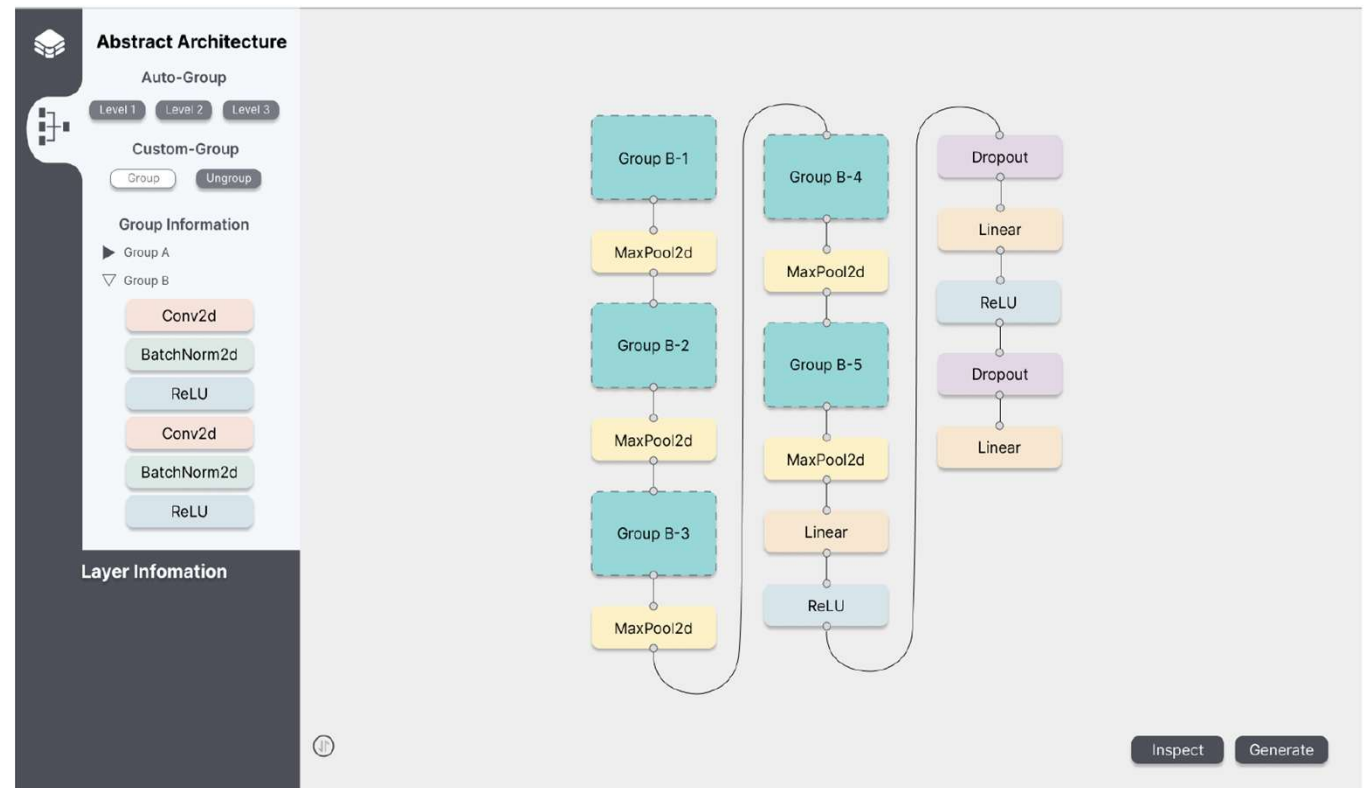 Abstract Architecture
Auto-Group
Level 1 Level 2 Level 3
Custom-Group
Group Ungroup
Group Information
Group A
Group B
Conv2d
BatchNorm2d
ReLU
Conv2d
BatchNorm2d
ReLU
Layer Infomation
Group B-1
MaxPool2d
Group B-2
MaxPool2d
Group B-3
MaxPool2d
Group B-4
MaxPool2d
Group B-5
MaxPool2d
Linear
ReLU
Dropout
Linear
ReLU
Dropout
Linear
Inspect Generate